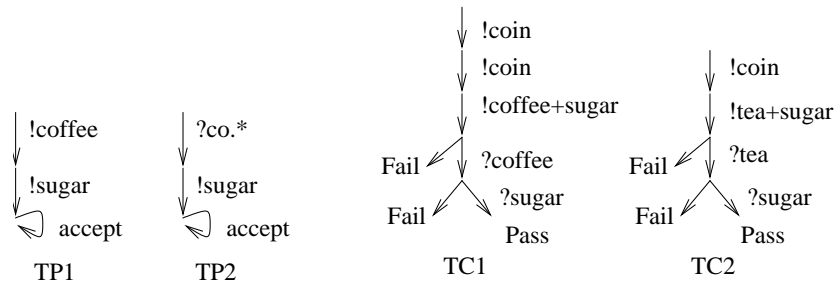 !coffee
!sugar
accept
TP1
?co.*
!sugar
accept
TP2
!coin
!coin
!coffee+sugar
Fail
?coffee
Fail
?sugar
Pass
TC1
!coin
!tea+sugar
Fail
?tea
Fail
?sugar
Pass
TC2